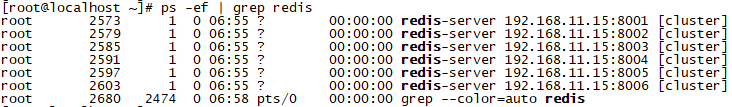 [root@localhost ~]# ps -ef | grep redis
root 2573 1 0 06:55 ? 00:00:00 redis-server 192.168.11.15:8001 [cluster]
root 2579 1 0 06:55 ? 00:00:00 redis-server 192.168.11.15:8002 [cluster]
root 2585 1 0 06:55 ? 00:00:00 redis-server 192.168.11.15:8003 [cluster]
root 2591 1 0 06:55 ? 00:00:00 redis-server 192.168.11.15:8004 [cluster]
root 2597 1 0 06:55 ? 00:00:00 redis-server 192.168.11.15:8005 [cluster]
root 2603 1 0 06:55 ? 00:00:00 redis-server 192.168.11.15:8006 [cluster]
root 2680 2474 0 06:58 pts/0 00:00:00 grep --color=auto redis